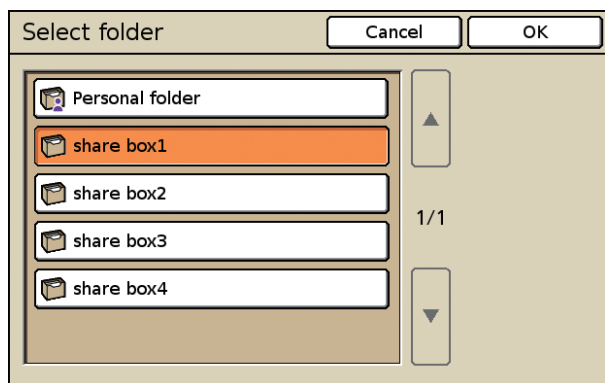 Select folder
Cancel
OK
Personal folder
share box1
share box2
share box3
share box4
1/1